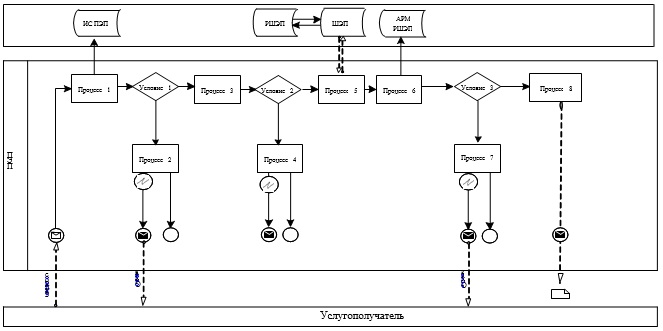 ИС ПЭП
РШЭП
ШЭП
АРМ
РШЭП
Процесс 1
Условие 1
Процесс 3
Условие 2
Процесс 5
Процесс 6
Условие 3
Процесс 8
Процесс 2
Процесс 4
Процесс 7
Услугополучатель